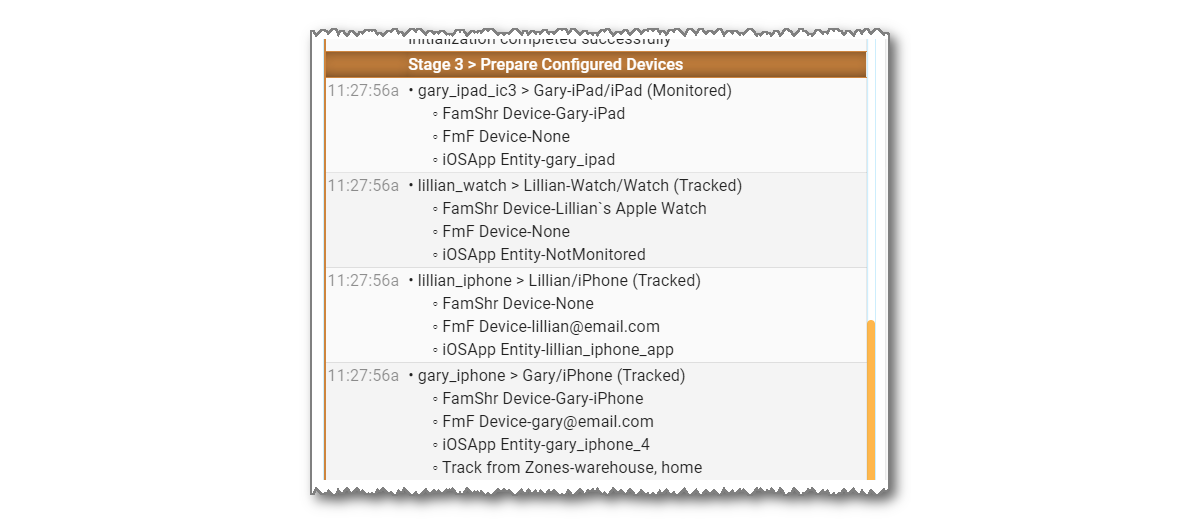 Initialization completed successfully
Stage 3 > Prepare Configured Devices
11:27:56a • gary_ipad_ic3 > Gary-iPad/iPad (Monitored)
◦ FamShr Device-Gary-iPad
◦ FmF Device-None
◦ iOSApp Entity-gary_ipad
11:27:56a • lillian_watch > Lillian-Watch/Watch (Tracked)
◦ FamShr Device-Lillian`s Apple Watch
◦ FmF Device-None
◦ iOSApp Entity-NotMonitored
11:27:56a • lillian_iphone > Lillian/iPhone (Tracked)
◦ FamShr Device-None
◦ FmF Device-lillian@email.com
◦ iOSApp Entity-lillian_iphone_app
11:27:56a • gary_iphone > Gary/iPhone (Tracked)
◦ FamShr Device-Gary-iPhone
◦ FmF Device-gary@email.com
◦ iOSApp Entity-gary_iphone_4
◦ Track from Zones-warehouse, home